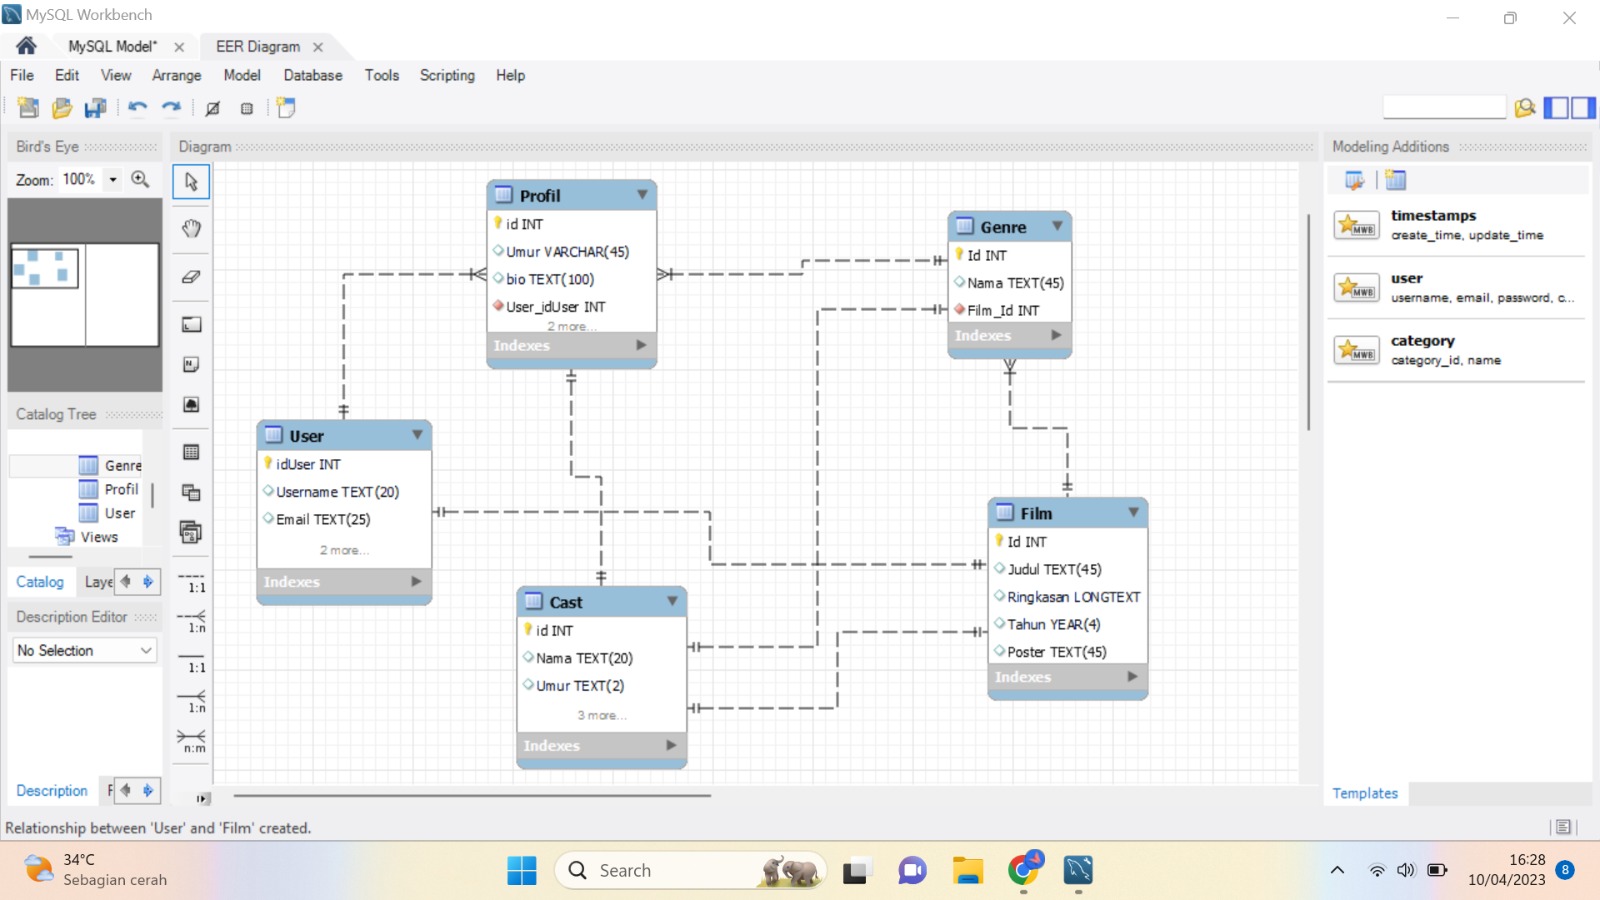 MySQL Workbench
MySQL Model*
EER Diagram
File Edit View Arrange Model Database Tools Scripting Help
Bird's Eye
Zoom: 100%
Catalog Tree
Genre
Profil
User
Views
Catalog Laye
Description Editor
No Selection
Description F
Diagram
1:1
1:n
1:1
1:n
n:m
Profil
id INT
Umur VARCHAR(45)
bio TEXT(100)
User_idUser INT
2 more...
Indexes
Genre
Id INT
Nama TEXT(45)
Film_Id INT
Indexes
User
idUser INT
Username TEXT(20)
Email TEXT(25)
2 more...
Indexes
Cast
id INT
Nama TEXT(20)
Umur TEXT(2)
3 more...
Indexes
Film
Id INT
Judul TEXT(45)
Ringkasan LONGTEXT
Tahun YEAR(4)
Poster TEXT(45)
Indexes
Modeling Additions
MWB
timestamps
create_time, update_time
MWB
user
username, email, password, c...
MWB
category
category_id, name
Templates
Relationship between 'User' and 'Film' created.
34°C
Sebagian cerah
Search
16:28
10/04/2023
8